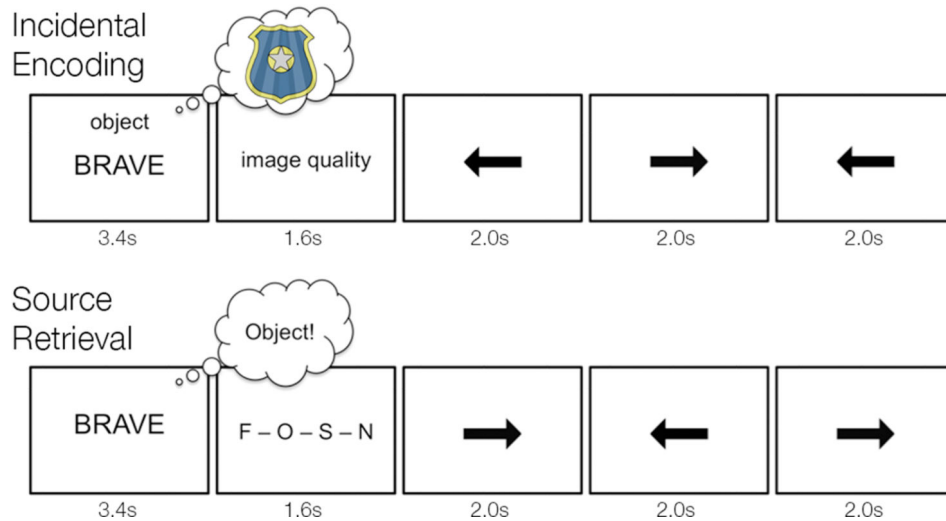 Incidental
Encoding
object
BRAVE
image quality
3.4s
1.6s
2.0s
2.0s
2.0s
Source
Retrieval
Object!
BRAVE
F – O – S – N
3.4s
1.6s
2.0s
2.0s
2.0s